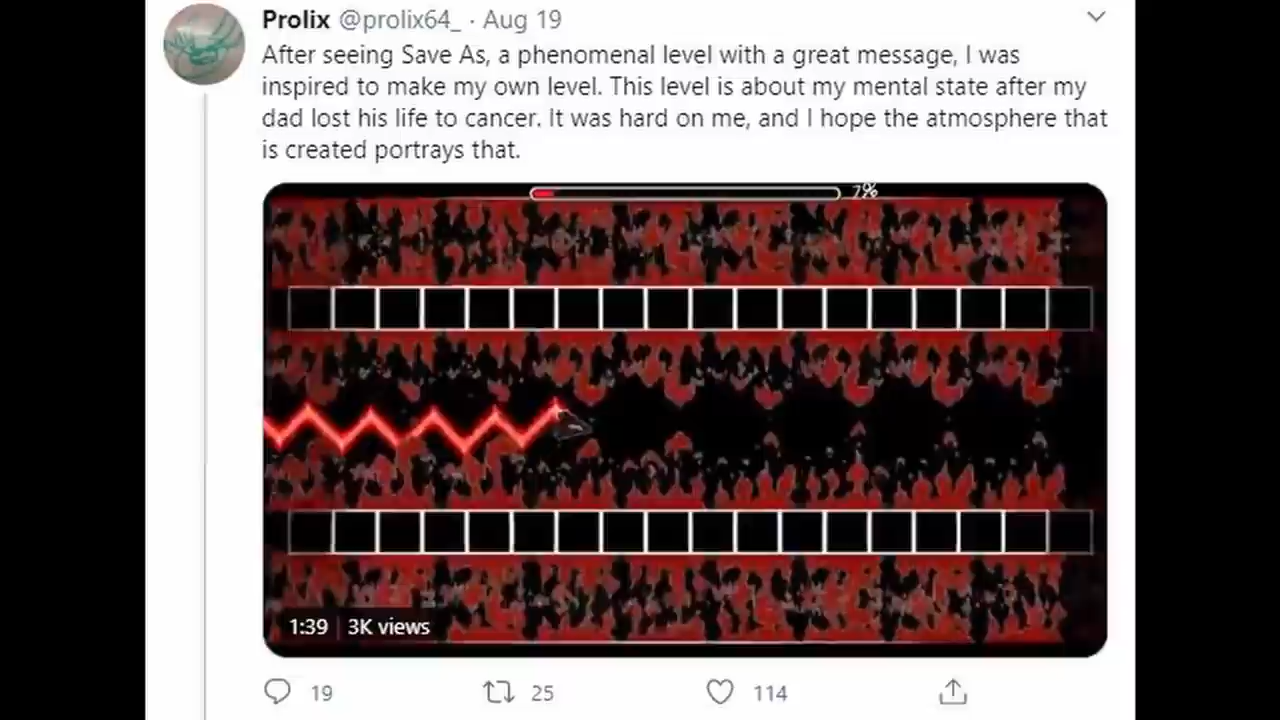 Prolix @prolix64_ · Aug 19
After seeing Save As, a phenomenal level with a great message, I was
inspired to make my own level. This level is about my mental state after my
dad lost his life to cancer. It was hard on me, and I hope the atmosphere that
is created portrays that.
7%
1:39 3K views
19 25 114